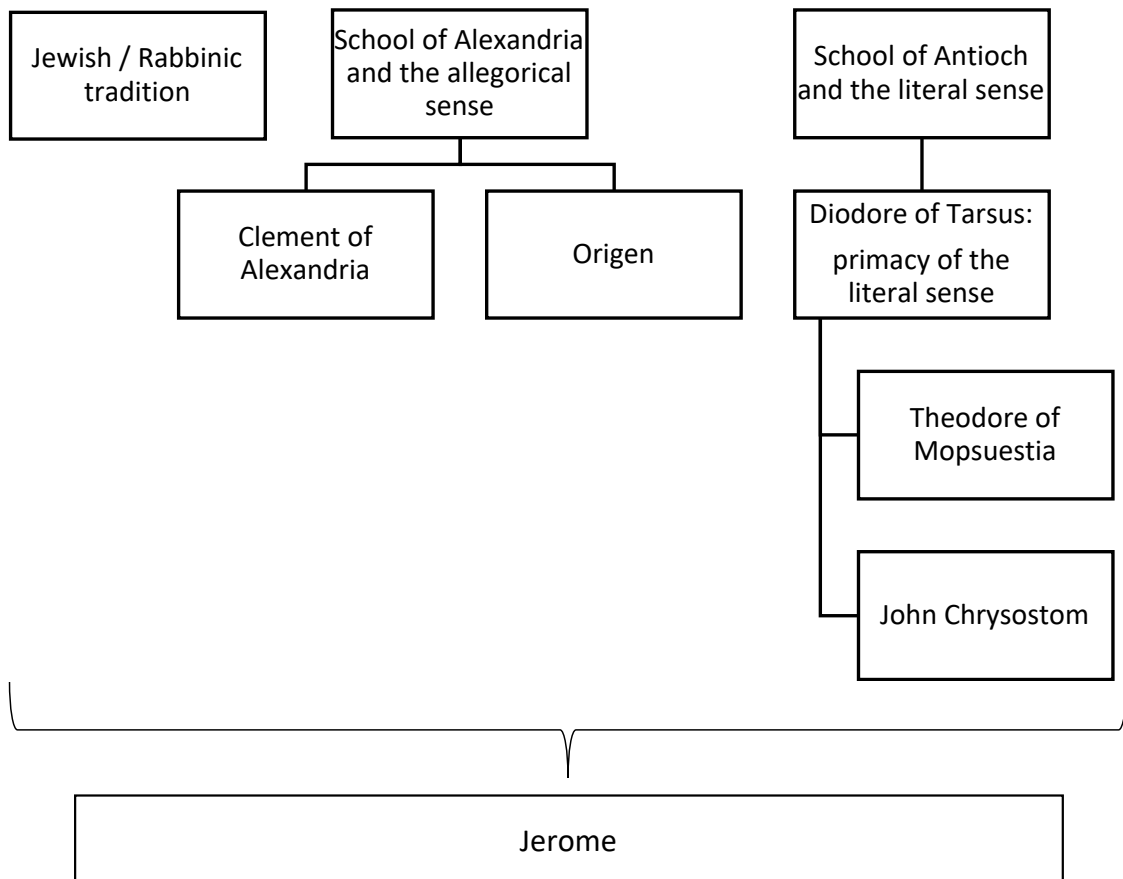 Jewish / Rabbinic
tradition
School of Alexandria
and the allegorical
sense
School of Antioch
and the literal sense
Clement of
Alexandria
Origen
Diodore of Tarsus:
primacy of the
literal sense
Theodore of
Mopsuestia
John Chrysostom
Jerome